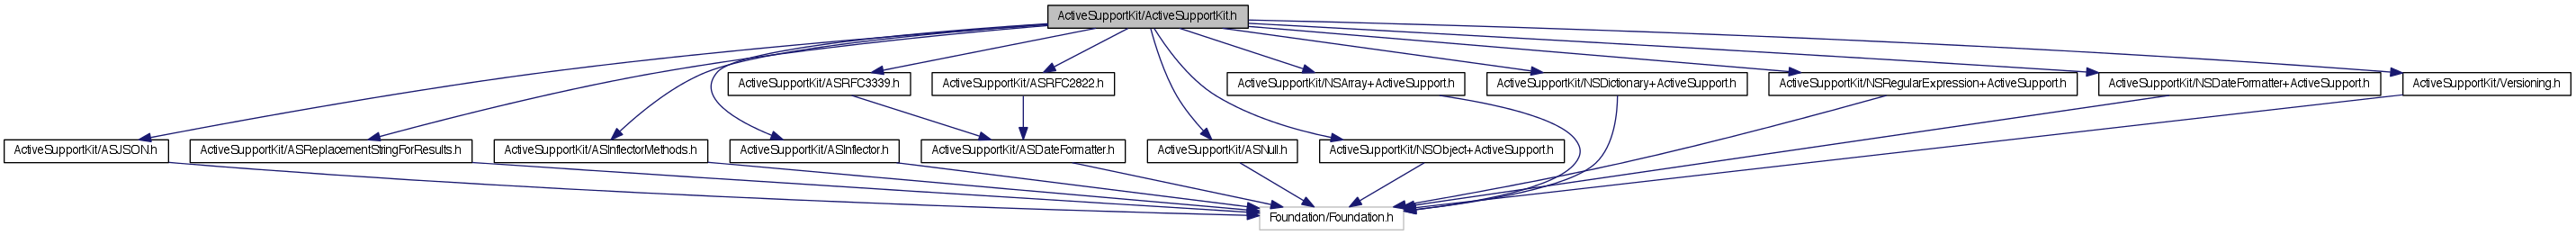 ActiveSupportKit/ActiveSupportKit.h
ActiveSupportKit/ASRFC3339.h
ActiveSupportKit/ASRFC2822.h
ActiveSupportKit/NSArray+ActiveSupport.h
ActiveSupportKit/NSDictionary+ActiveSupport.h
ActiveSupportKit/NSRegularExpression+ActiveSupport.h
ActiveSupportKit/NSDateFormatter+ActiveSupport.h
ActiveSupportKit/Versioning.h
ActiveSupportKit/ASJSON.h
ActiveSupportKit/ASReplacementStringForResults.h
ActiveSupportKit/ASInflectorMethods.h
ActiveSupportKit/ASInflector.h
ActiveSupportKit/ASDateFormatter.h
ActiveSupportKit/ASNull.h
ActiveSupportKit/NSObject+ActiveSupport.h
Foundation/Foundation.h